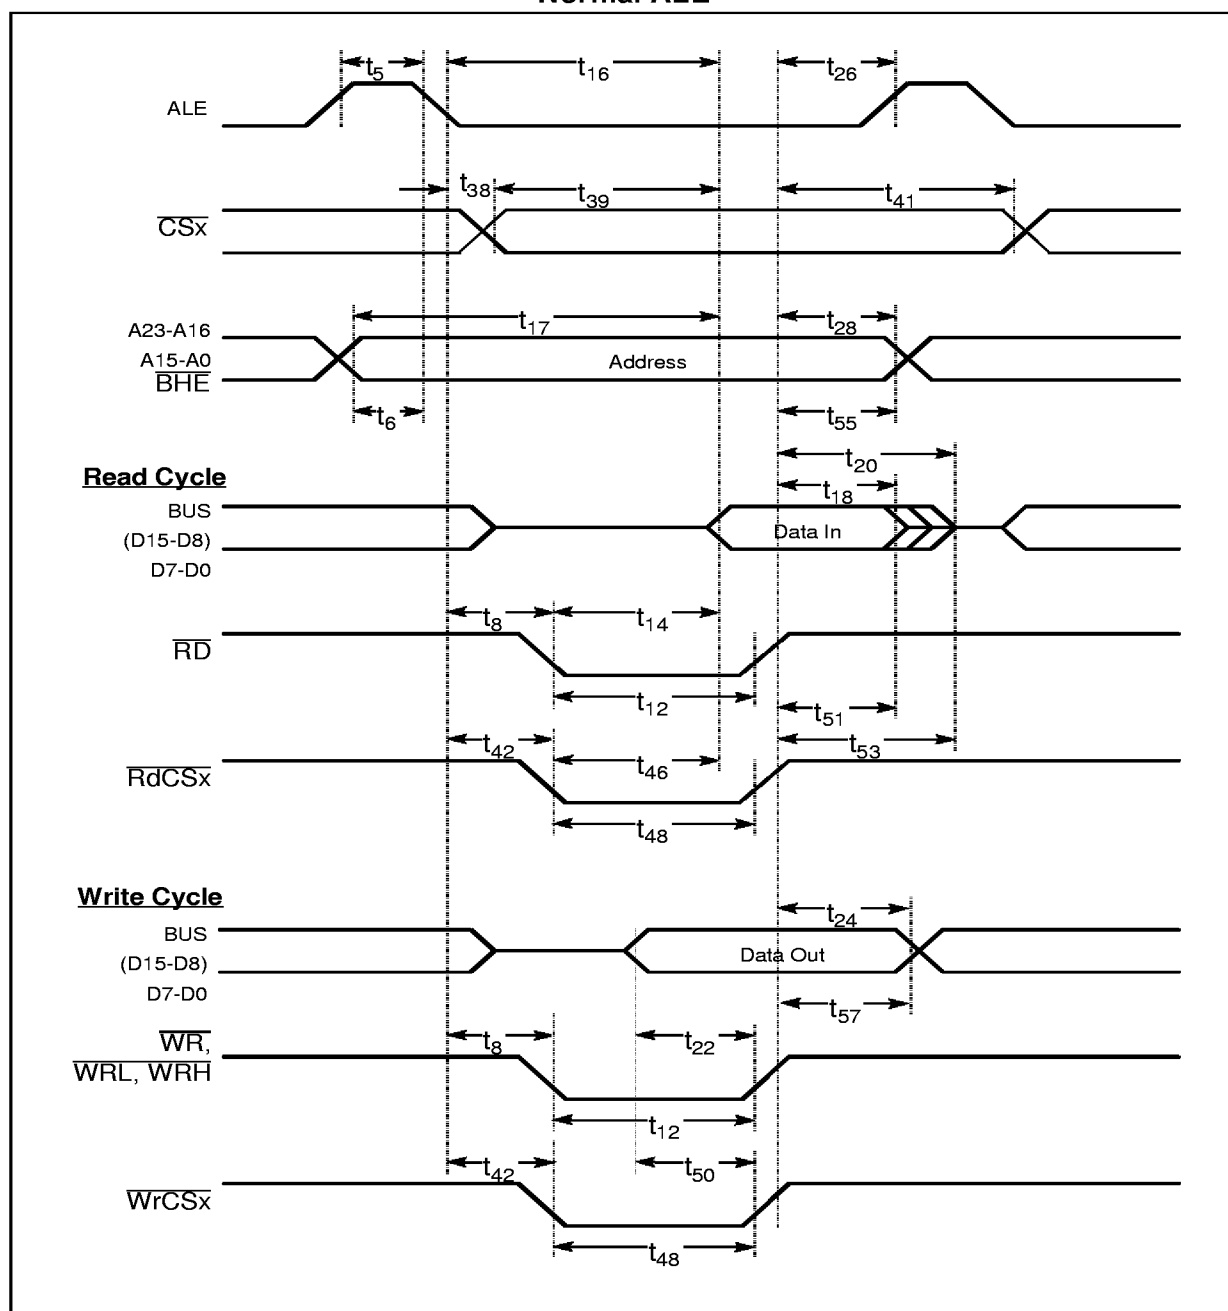 t5 t16 t26
ALE
t38 t39 t41
CSx
t17 t28
A23-A16
A15-A0
BHE
Address
t6 t55
t20
Read Cycle
t18
BUS
(D15-D8)
D7-D0
Data In
t8 t14
RD
t12 t51
t42 t46 t53
RdCSx
t48
Write Cycle
t24
BUS
(D15-D8)
D7-D0
Data Out
t57
t8 t22
WR,
WRL, WRH
t12
t42 t50
WrCSx
t48